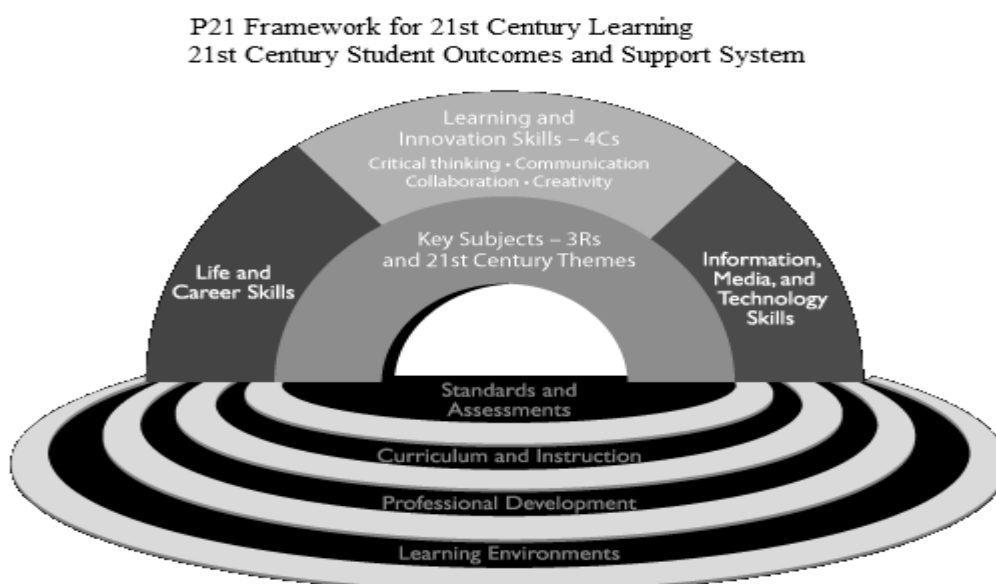 P21 Framework for 21st Century Learning
21st Century Student Outcomes and Support System
Learning and
Innovation Skills – 4Cs
Critical thinking • Communication
Collaboration • Creativity
Key Subjects – 3Rs
and 21st Century Themes
Life and
Career Skills
Information,
Media, and
Technology
Skills
Standards and
Assessments
Curriculum and Instruction
Professional Development
Learning Environments